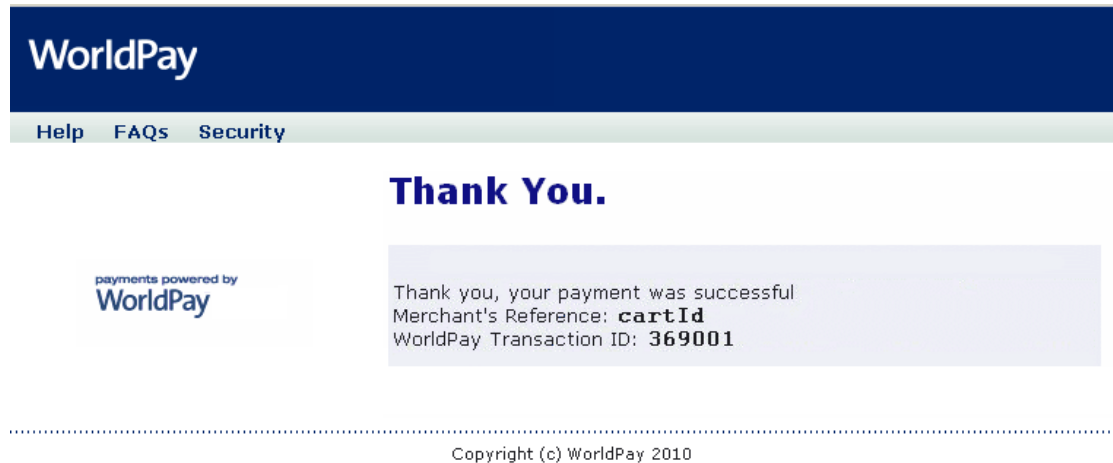 WorldPay
Help FAQs Security
Thank You.
payments powered by
WorldPay
Thank you, your payment was successful
Merchant's Reference: cartId
WorldPay Transaction ID: 369001
Copyright (c) WorldPay 2010